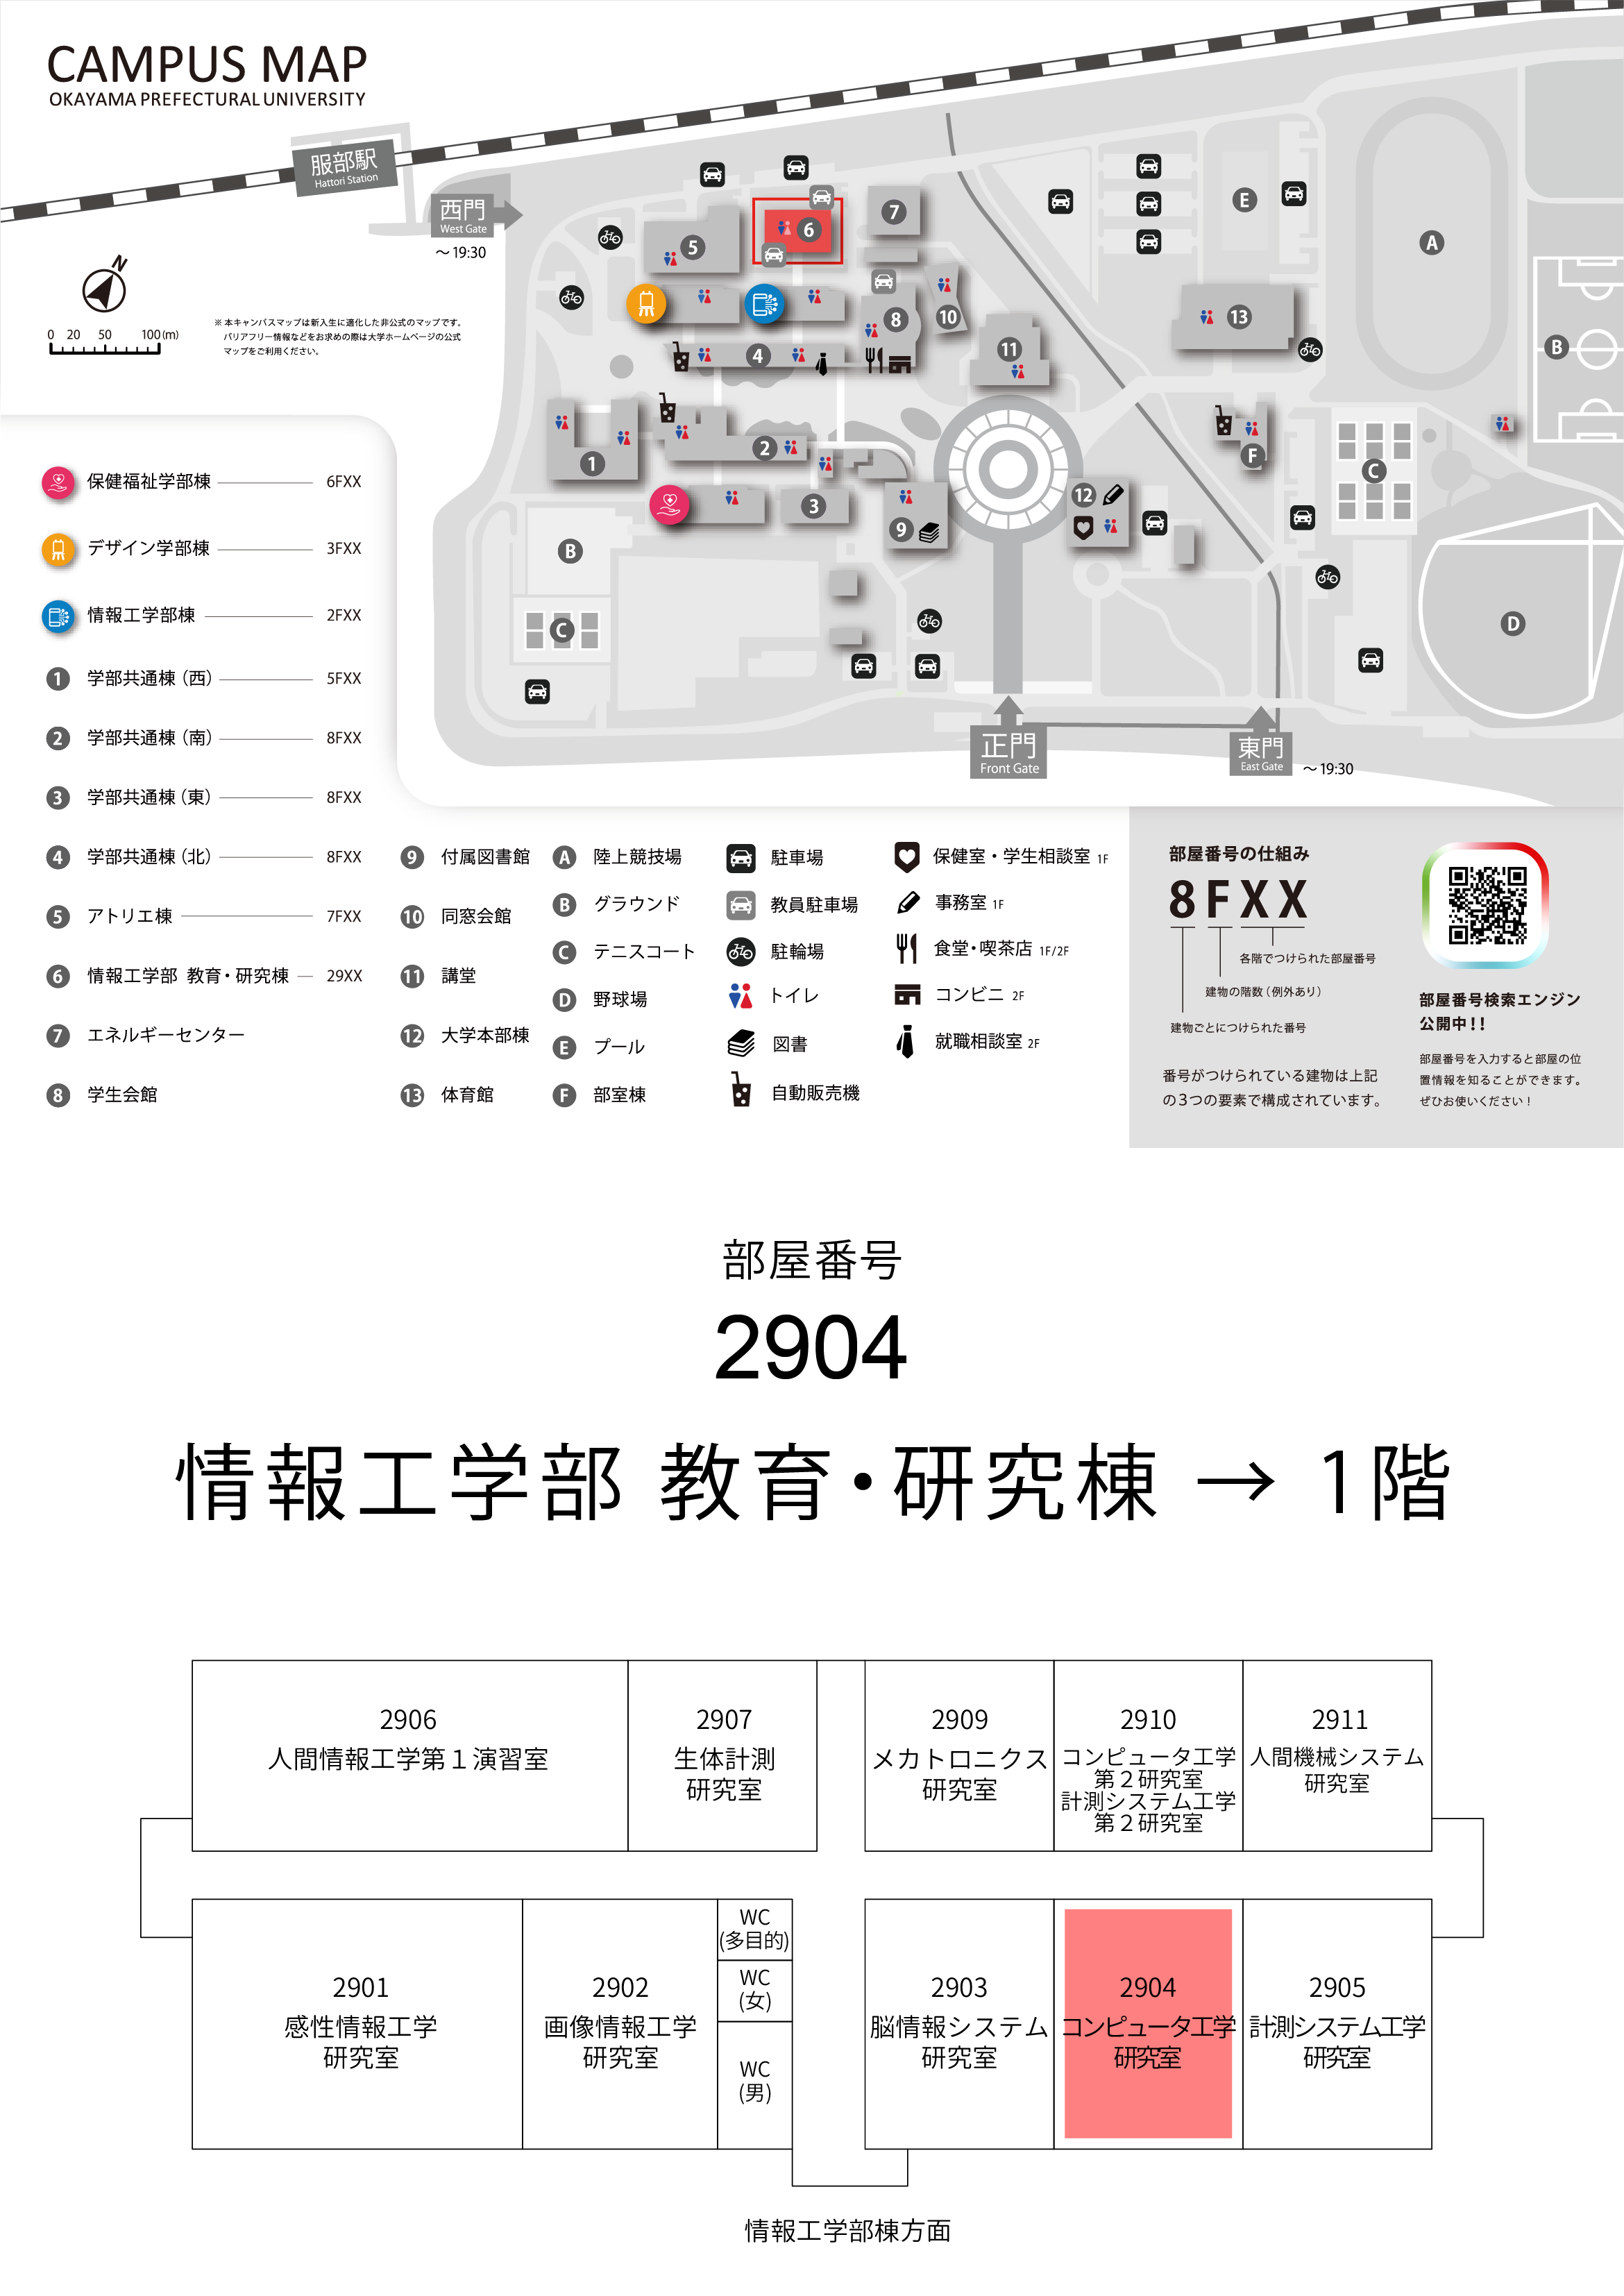 CAMPUS MAP
OKAYAMA PREFECTURAL UNIVERSITY
服部駅
Hattori Station
西門
West Gate
～19:30
N
0 20 50 100(m)
※本キャンパスマップは新入生に適化した非公式のマップです。
バリアフリー情報などをお求めの際は大学ホームページの公式
マップをご利用ください。
5
6
7
8
10
4
11
1
2
3
9
12
13
A
B
C
D
E
F
B
C
正門
Front Gate
東門
East Gate
～19:30
保健福祉学部棟 6FXX
デザイン学部棟 3FXX
情報工学部棟 2FXX
1 学部共通棟（西） 5FXX
2 学部共通棟（南） 8FXX
3 学部共通棟（東） 8FXX
4 学部共通棟（北） 8FXX
5 アトリエ棟 7FXX
6 情報工学部 教育・研究棟 29XX
7 エネルギーセンター
8 学生会館
9 付属図書館
10 同窓会館
11 講堂
12 大学本部棟
13 体育館
A 陸上競技場
B グラウンド
C テニスコート
D 野球場
E プール
F 部室棟
駐車場
教員駐車場
駐輪場
トイレ
図書
自動販売機
保健室・学生相談室 1F
事務室 1F
食堂・喫茶店 1F/2F
コンビニ 2F
就職相談室 2F
部屋番号の仕組み
8FXX
各階でつけられた部屋番号
建物の階数（例外あり）
建物ごとにつけられた番号
番号がつけられている建物は上記
の3つの要素で構成されています。
部屋番号検索エンジン
公開中!!
部屋番号を入力すると部屋の位
置情報を知ることができます。
ぜひお使いください！
部屋番号
2904
情報工学部 教育・研究棟 → 1階
2906
人間情報工学第1演習室
2907
生体計測
研究室
2909
メカトロニクス
研究室
2910
コンピュータ工学
第2研究室
計測システム工学
第2研究室
2911
人間機械システム
研究室
2901
感性情報工学
研究室
2902
画像情報工学
研究室
WC
(多目的)
WC
(女)
WC
(男)
2903
脳情報システム
研究室
2904
コンピュータ工学
研究室
2905
計測システム工学
研究室
情報工学部棟方面